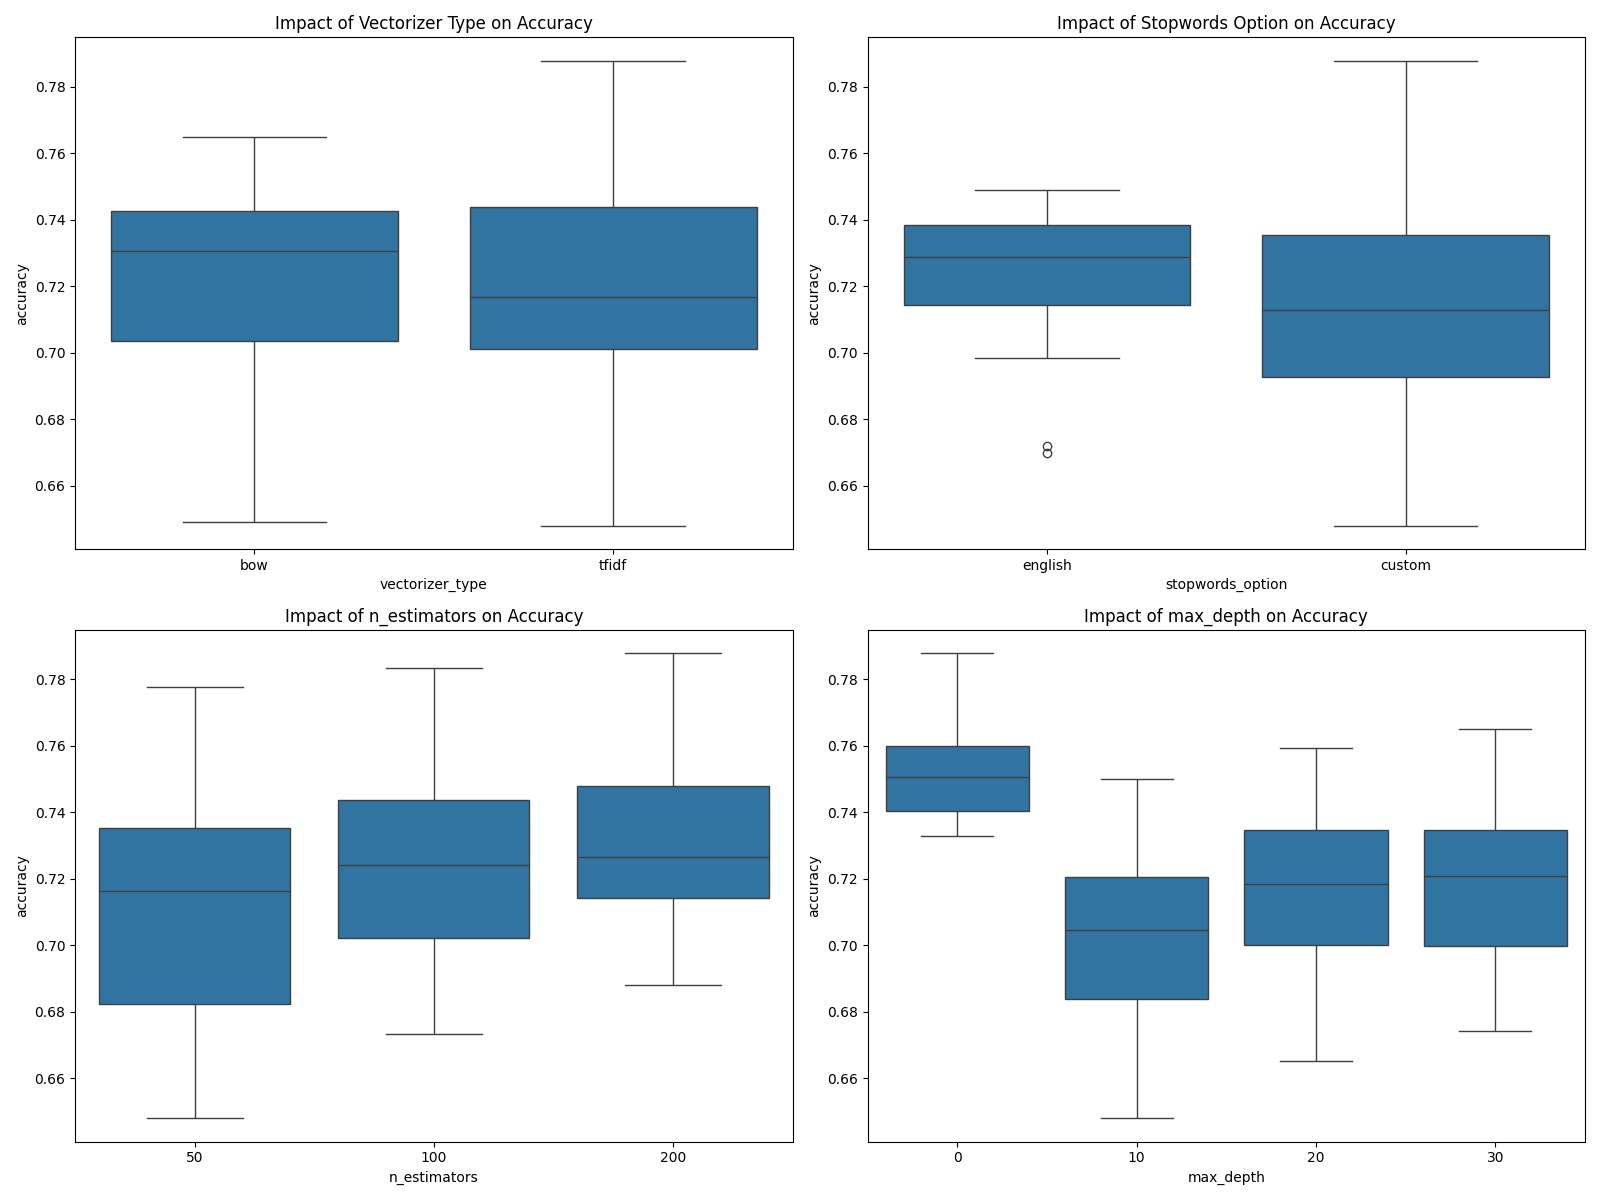 Impact of Vectorizer Type on Accuracy
accuracy
0.78
0.76
0.74
0.72
0.70
0.68
0.66
bow
tfidf
vectorizer_type
Impact of Stopwords Option on Accuracy
accuracy
0.78
0.76
0.74
0.72
0.70
0.68
0.66
english
custom
stopwords_option
Impact of n_estimators on Accuracy
accuracy
0.78
0.76
0.74
0.72
0.70
0.68
0.66
50
100
200
n_estimators
Impact of max_depth on Accuracy
accuracy
0.78
0.76
0.74
0.72
0.70
0.68
0.66
0
10
20
30
max_depth